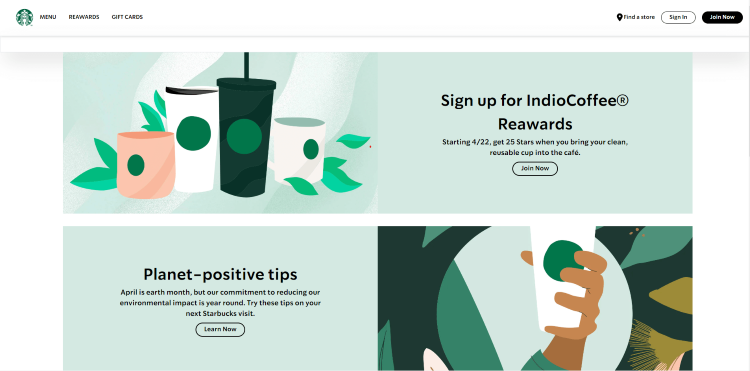 MENU REAWARDS GIFT CARDS Find a store Sign In Join Now
Sign up for IndioCoffee®
Reawards
Starting 4/22, get 25 Stars when you bring your clean,
reusable cup into the café.
Join Now
Planet-positive tips
April is earth month, but our commitment to reducing our
environmental impact is year round. Try these tips on your
next Starbucks visit.
Learn Now